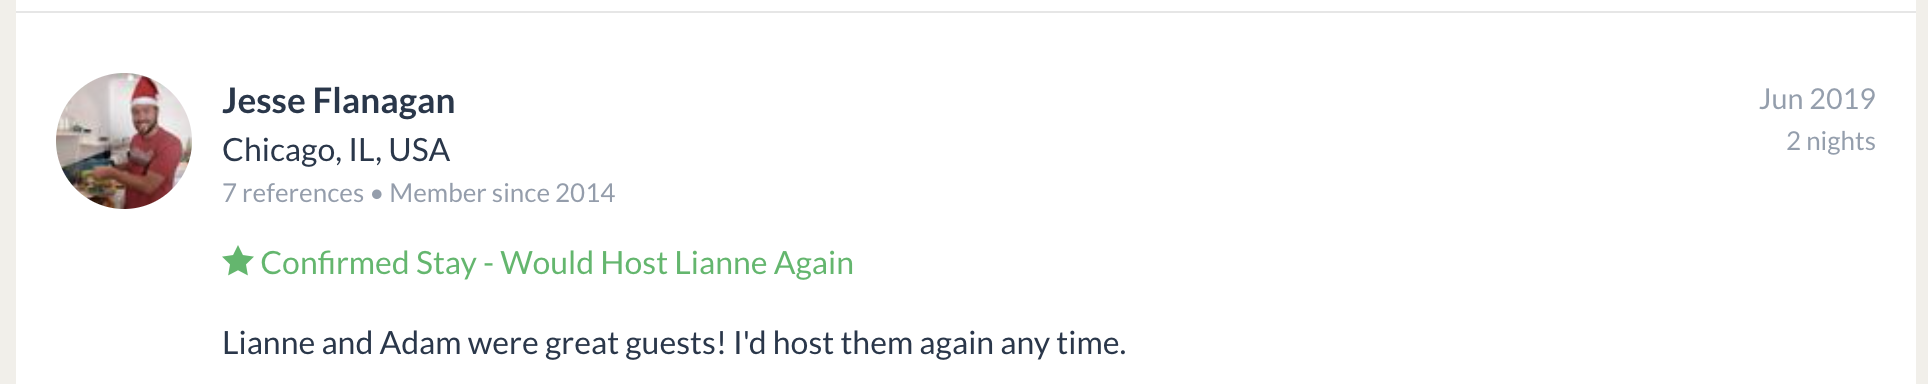 Jesse Flanagan
Jun 2019
Chicago, IL, USA
2 nights
7 references • Member since 2014
★ Confirmed Stay - Would Host Lianne Again
Lianne and Adam were great guests! I'd host them again any time.